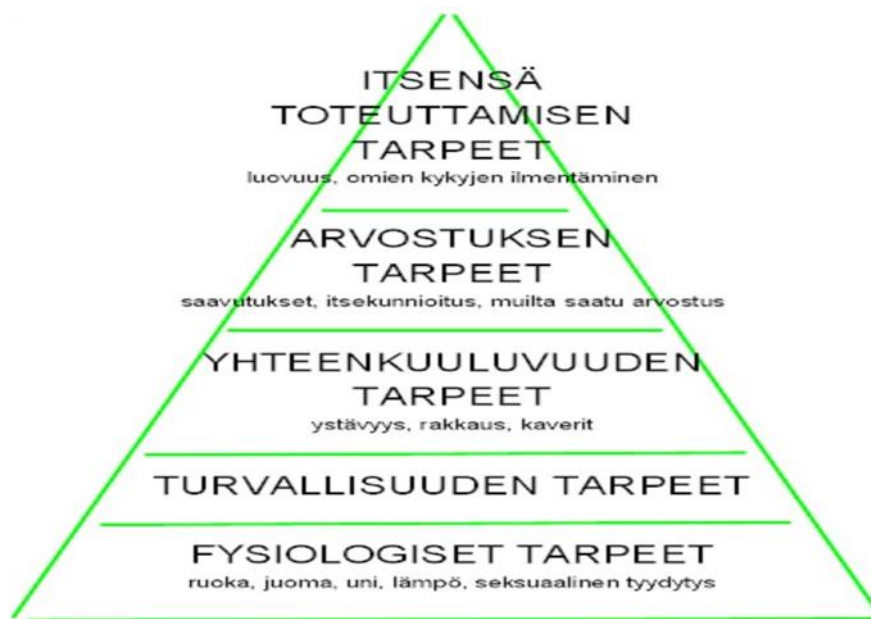 ITSENSÄ
TOTEUTTAMISEN
TARPEET
luovuus, omien kykyjen ilmentäminen
ARVOSTUKSEN
TARPEET
saavutukset, itsekunnioitus, muilta saatu arvostus
YHTEENKUULUVUUDEN
TARPEET
ystävyys, rakkaus, kaverit
TURVALLISUUDEN TARPEET
FYSIOLOGISET TARPEET
ruoka, juoma, uni, lämpö, seksuaalinen tyydytys